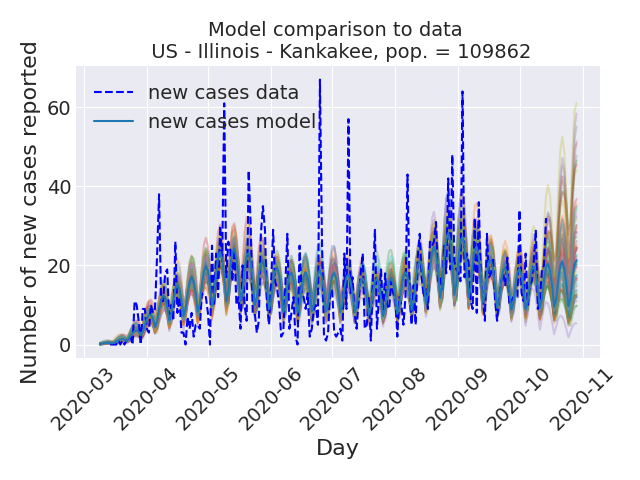 Model comparison to data
US - Illinois - Kankakee, pop. = 109862
Number of new cases reported
60
40
20
0
new cases data
new cases model
2020-03
2020-04
2020-05
2020-06
2020-07
2020-08
2020-09
2020-10
2020-11
Day